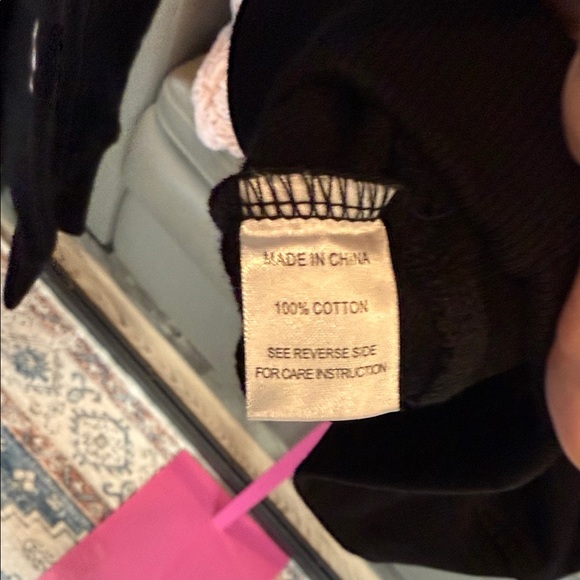 MADE IN CHINA
100% COTTON
SEE REVERSE SIDE
FOR CARE INSTRUCTION